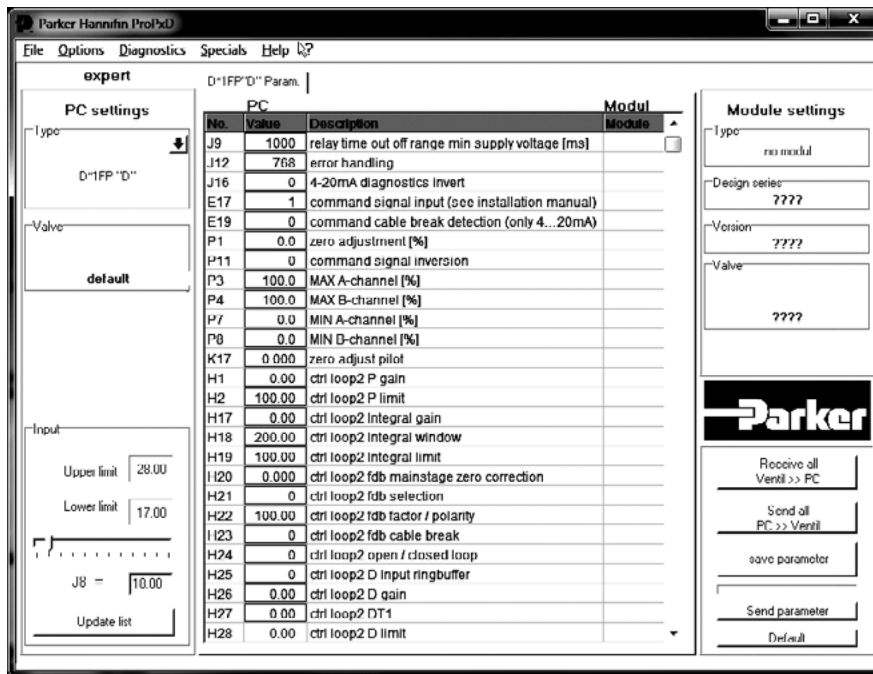 Parker Hannifin ProPxD
File Options Diagnostics Specials Help
expert
PC settings
Type
D*1FP "D"
Valve
default
Input
Upper limit 28.00
Lower limit 17.00
J8 = 10.00
Update list
D*1FP"D" Param.
PC Modul
No. Value Description Module
J9 1000 relay time out off range min supply voltage [ms]
J12 768 error handling
J16 0 4-20mA diagnostics invert
E17 1 command signal input (see installation manual)
E19 0 command cable break detection (only 4...20mA)
P1 0.0 zero adjustment [%]
P11 0 command signal inversion
P3 100.0 MAX A-channel [%]
P4 100.0 MAX B-channel [%]
P7 0.0 MIN A-channel [%]
P8 0.0 MIN B-channel [%]
K17 0.000 zero adjust pilot
H1 0.00 ctrl loop2 P gain
H2 100.00 ctrl loop2 P limit
H17 0.00 ctrl loop2 Integral gain
H18 200.00 ctrl loop2 Integral window
H19 100.00 ctrl loop2 Integral limit
H20 0.000 ctrl loop2 fdb mainstage zero correction
H21 0 ctrl loop2 fdb selection
H22 100.00 ctrl loop2 fdb factor / polarity
H23 0 ctrl loop2 fdb cable break
H24 0 ctrl loop2 open / closed loop
H25 0 ctrl loop2 D input ringbuffer
H26 0.00 ctrl loop2 D gain
H27 0.00 ctrl loop2 DT1
H28 0.00 ctrl loop2 D limit
Module settings
Type
no modul
Design series
????
Version
????
Valve
????
Parker
Receive all
Ventil >> PC
Send all
PC >> Ventil
save parameter
Send parameter
Default